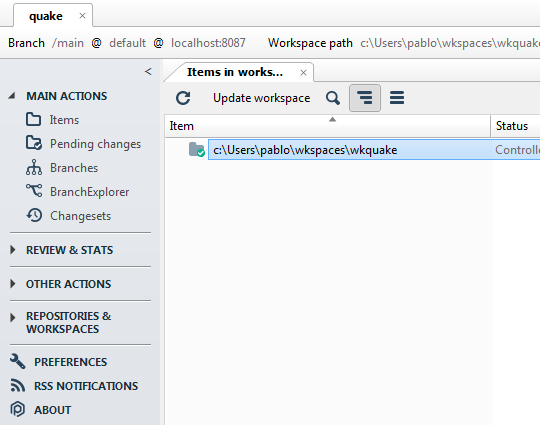 quake ×
Branch /main @ default @ localhost:8087 Workspace path c:\Users\pablo\wkspaces\wkquake
<
MAIN ACTIONS
Items
Pending changes
Branches
BranchExplorer
Changesets
REVIEW & STATS
OTHER ACTIONS
REPOSITORIES &
WORKSPACES
PREFERENCES
RSS NOTIFICATIONS
ABOUT
Items in works... ×
Update workspace
Item Status
c:\Users\pablo\wkspaces\wkquake Controlle